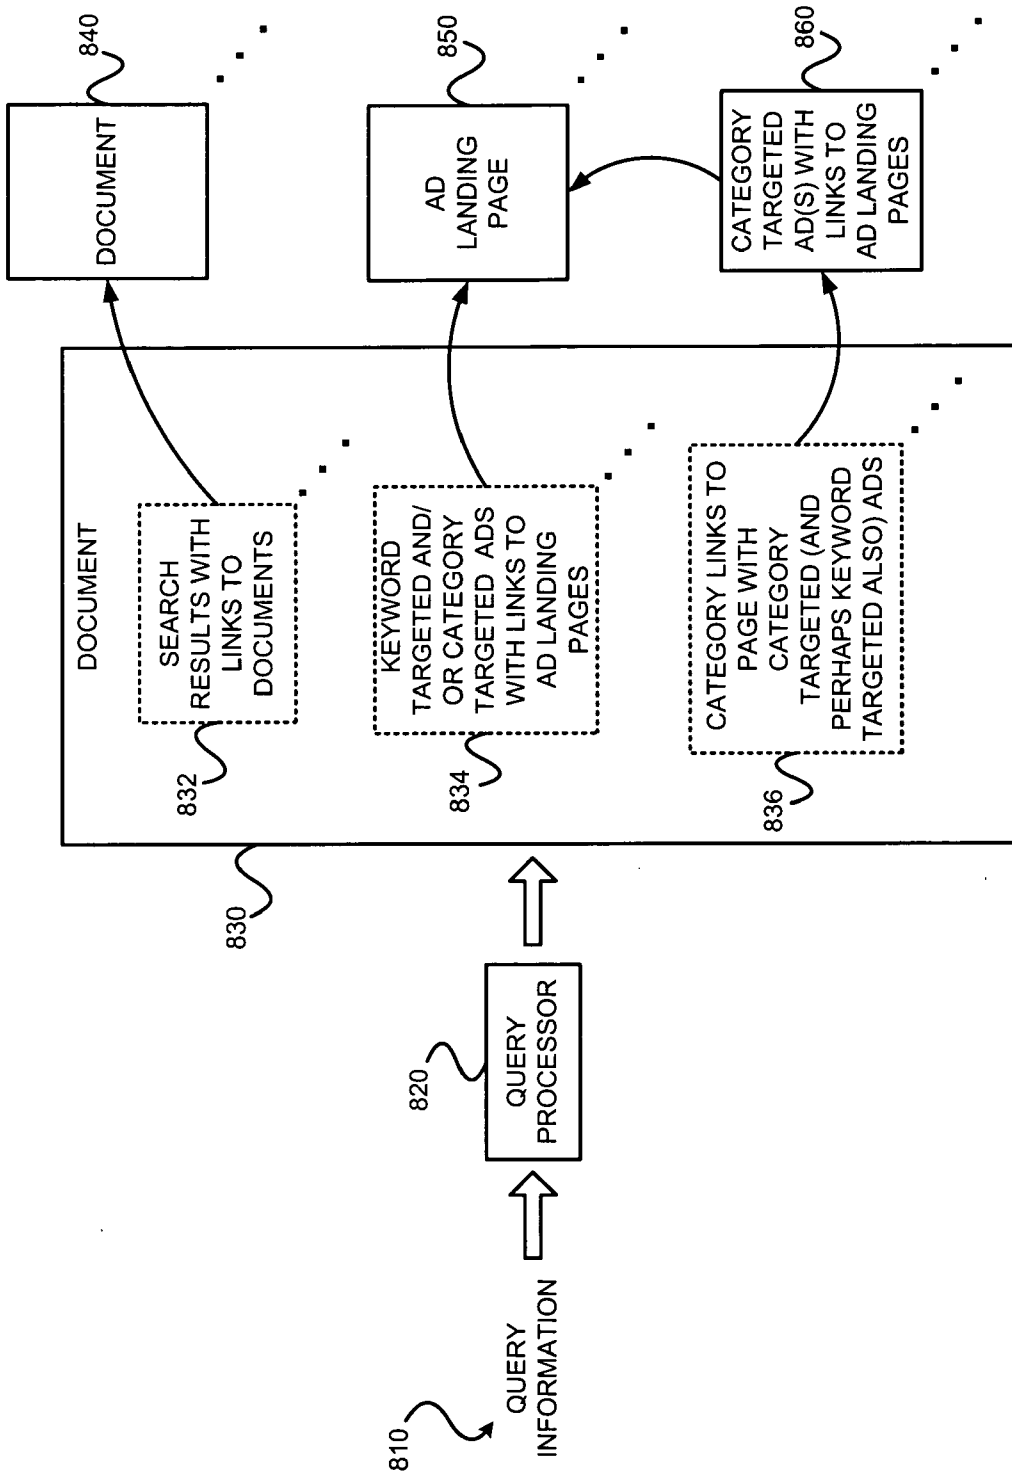 810
QUERY
INFORMATION
820
QUERY
PROCESSOR
830
DOCUMENT
832
SEARCH
RESULTS WITH
LINKS TO
DOCUMENTS
834
KEYWORD
TARGETED AND/
OR CATEGORY
TARGETED ADS
WITH LINKS TO
AD LANDING
PAGES
836
CATEGORY LINKS TO
PAGE WITH
CATEGORY
TARGETED (AND
PERHAPS KEYWORD
TARGETED ALSO) ADS
840
DOCUMENT
850
AD
LANDING
PAGE
860
CATEGORY
TARGETED
AD(S) WITH
LINKS TO
AD LANDING
PAGES